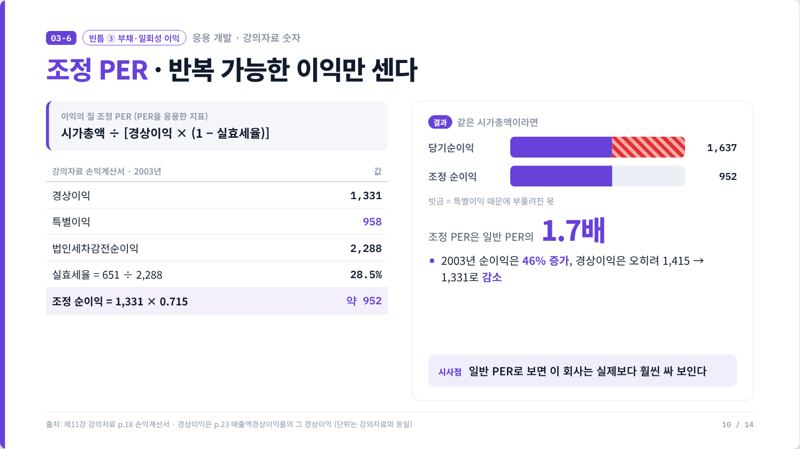 03-6 빈틈 ③ 부채·일회성 이익 응용 개발 · 강의자료 숫자
조정 PER · 반복 가능한 이익만 센다
이익의 질 조정 PER (PER을 응용한 지표)
시가총액 ÷ [경상이익 × (1 − 실효세율)]
강의자료 손익계산서 · 2003년 값
경상이익 1,331
특별이익 958
법인세차감전순이익 2,288
실효세율 = 651 ÷ 2,288 28.5%
조정 순이익 = 1,331 × 0.715 약 952
결과 같은 시가총액이라면
당기순이익 1,637
조정 순이익 952
빗금 = 특별이익 때문에 부풀려진 몫
조정 PER은 일반 PER의 1.7배
• 2003년 순이익은 46% 증가, 경상이익은 오히려 1,415 →
1,331로 감소
시사점 일반 PER로 보면 이 회사는 실제보다 훨씬 싸 보인다
출처: 제11강 강의자료 p.18 손익계산서 · 경상이익은 p.23 매출액경상이익률의 그 경상이익 (단위는 강의자료와 동일)
10 / 14